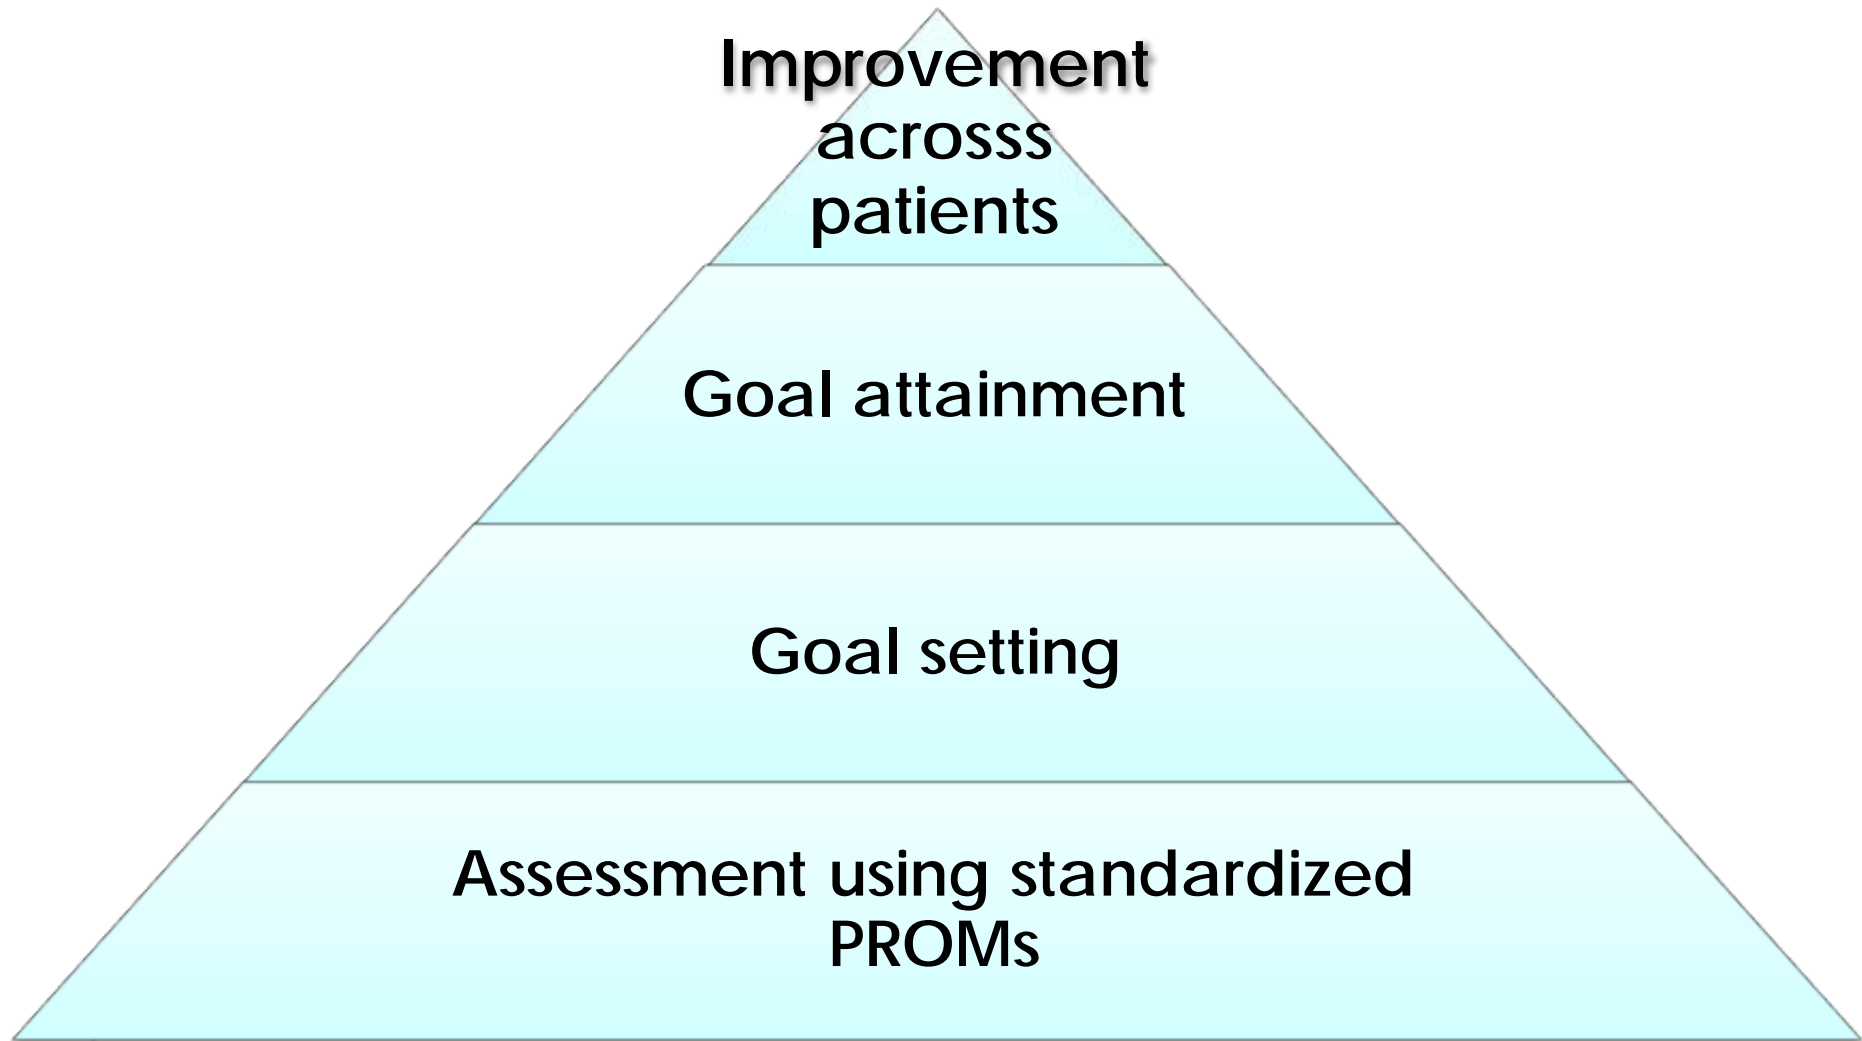 Improvement
acrosss
patients
Goal attainment
Goal setting
Assessment using standardized
PROMs